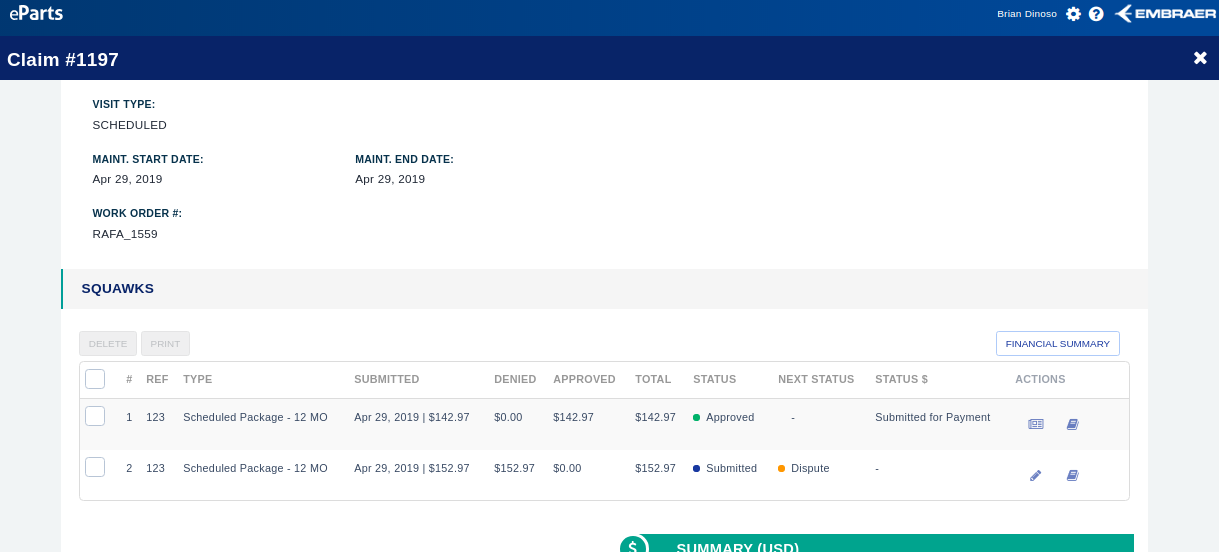 eParts Brian Dinoso EMBRAER
Claim #1197
VISIT TYPE:
SCHEDULED
MAINT. START DATE: MAINT. END DATE:
Apr 29, 2019 Apr 29, 2019
WORK ORDER #:
RAFA_1559
SQUAWKS
DELETE PRINT FINANCIAL SUMMARY
# REF TYPE SUBMITTED DENIED APPROVED TOTAL STATUS NEXT STATUS STATUS $ ACTIONS
1 123 Scheduled Package - 12 MO Apr 29, 2019 | $142.97 $0.00 $142.97 $142.97 Approved - Submitted for Payment
2 123 Scheduled Package - 12 MO Apr 29, 2019 | $152.97 $152.97 $0.00 $152.97 Submitted Dispute -
$ SUMMARY (USD)